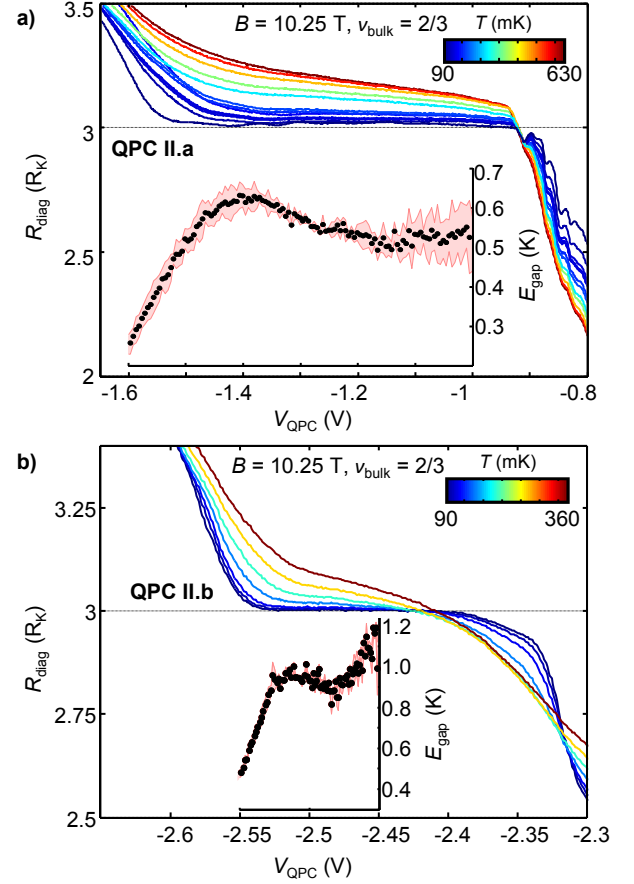 a)
B = 10.25 T, νbulk = 2/3
T (mK)
90
630
3.5
3
2.5
2
Rdiag (RK)
QPC II.a
0.7
0.6
0.5
0.4
0.3
Egap (K)
-1.6
-1.4
-1.2
-1
-0.8
VQPC (V)
b)
B = 10.25 T, νbulk = 2/3
T (mK)
90
360
3.25
3
2.75
2.5
Rdiag (RK)
QPC II.b
1.2
1.0
0.8
0.6
0.4
Egap (K)
-2.6
-2.55
-2.5
-2.45
-2.4
-2.35
-2.3
VQPC (V)